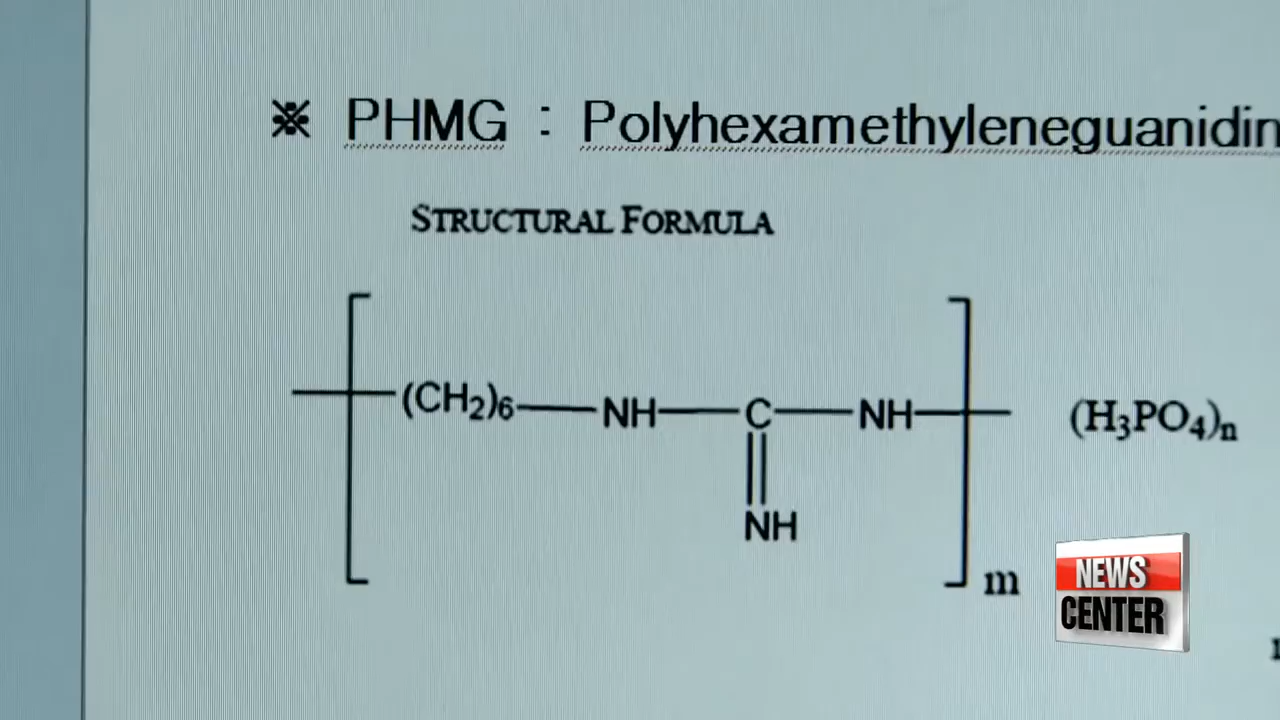 ※ PHMG : Polyhexamethyleneguanidin
STRUCTURAL FORMULA
(CH2)6 NH C NH (H3PO4)n
NH
m
NEWS
CENTER